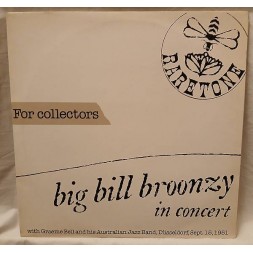 RARETONE
For collectors
big bill broonzy
in concert
with Graeme Bell and his Australian Jazz Band, Düsseldorf Sept. 15, 1951